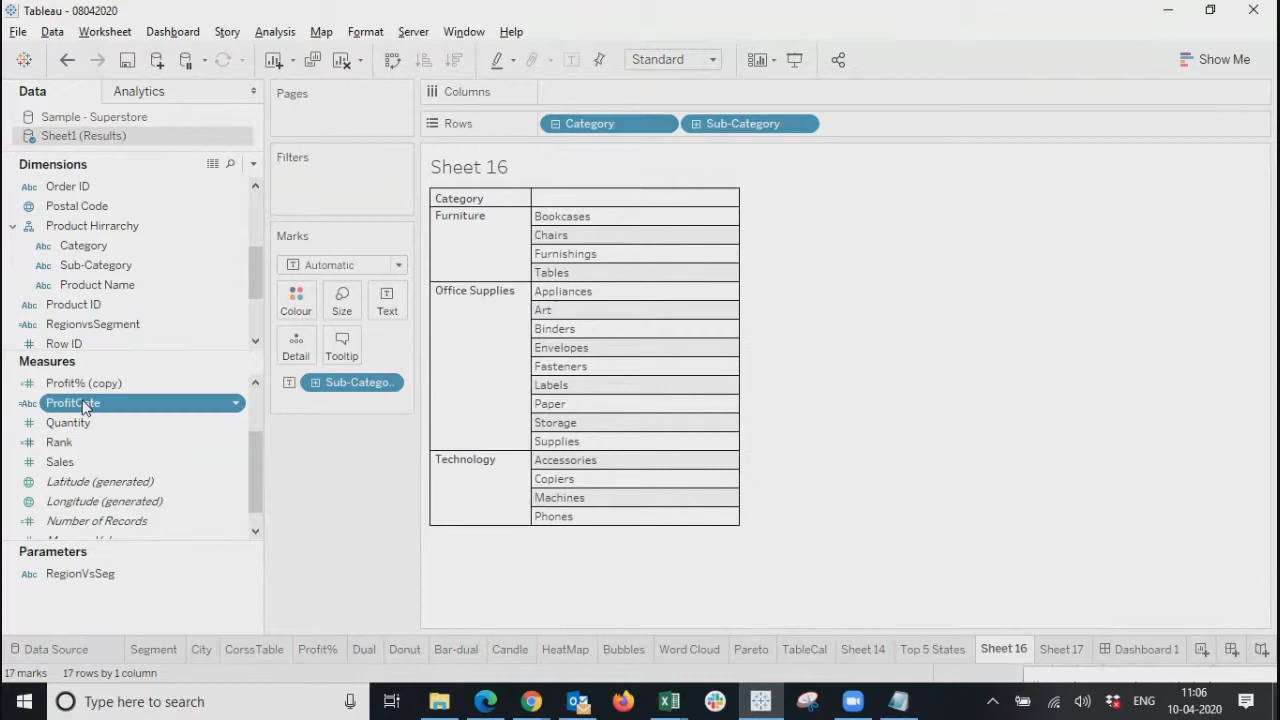 Tableau - 08042020
File Data Worksheet Dashboard Story Analysis Map Format Server Window Help
Standard
Show Me
Data
Analytics
Sample - Superstore
Sheet1 (Results)
Dimensions
Order ID
Postal Code
Product Hirrarchy
Category
Sub-Category
Product Name
Product ID
RegionvsSegment
Row ID
Measures
Profit% (copy)
Quantity
Rank
Sales
Latitude (generated)
Longitude (generated)
Number of Records
Parameters
RegionVsSeg
Pages
Filters
Marks
Automatic
Colour Size Text
Detail Tooltip
Sub-Catego..
Columns
Rows Category Sub-Category
Sheet 16
Category
Furniture Bookcases
Chairs
Furnishings
Tables
Office Supplies Appliances
Art
Binders
Envelopes
Fasteners
Labels
Paper
Storage
Supplies
Technology Accessories
Copiers
Machines
Phones
Data Source Segment City CorssTable Profit% Dual Donut Bar-dual Candle HeatMap Bubbles Word Cloud Pareto TableCal Sheet 14 Top 5 States Sheet 16 Sheet 17 Dashboard 1
17 marks 17 rows by 1 column
Type here to search
ENG
11:06
10-04-2020